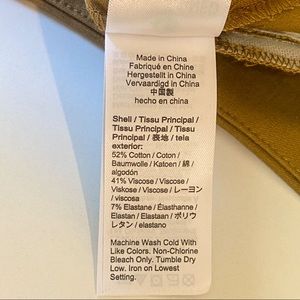 Made in China
Fabriqué en Chine
Hergestellt in China
Vervaardigd in China
中国製
hecho en china
Shell / Tissu Principal /
Tissu Principal / Tissu
Principal / 表地 / tela
exterior:
52% Cotton / Coton /
Baumwolle / Katoen / 綿 /
algodón
41% Viscose / Viscose /
Viskose / Viscose / レーヨン
/ viscosa
7% Elastane / Élasthanne /
Elastan / Elastaan / ポリウ
レタン / elastano
Machine Wash Cold With
Like Colors. Non-Chlorine
Bleach Only. Tumble Dry
Low. Iron on Lowest
Setting.